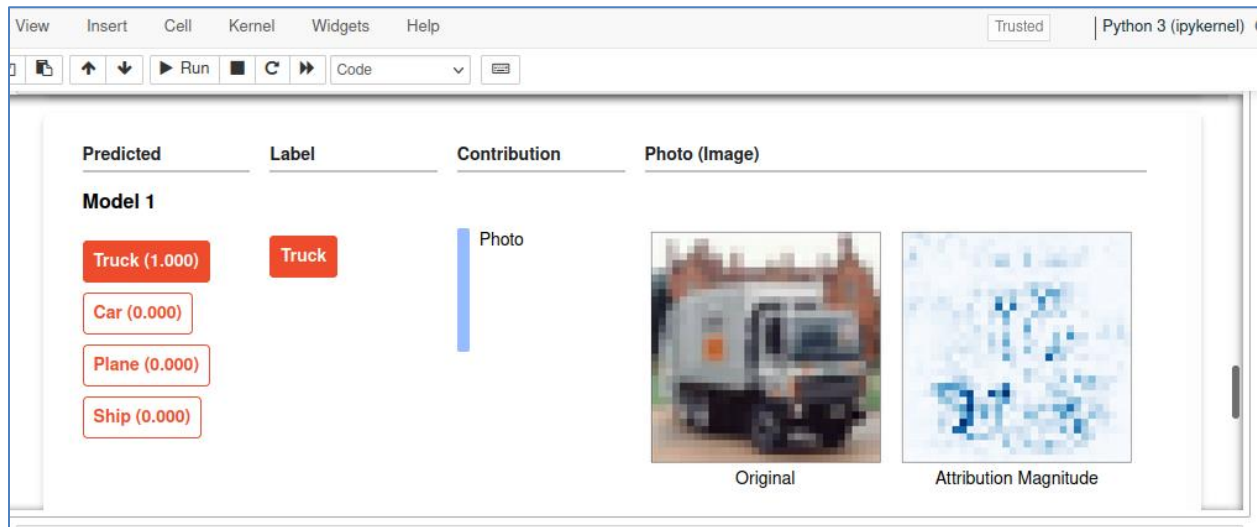 View Insert Cell Kernel Widgets Help Trusted Python 3 (ipykernel)
Run Code
Predicted Label Contribution Photo (Image)
Model 1
Truck (1.000) Truck Photo
Car (0.000)
Plane (0.000)
Ship (0.000)
Original Attribution Magnitude